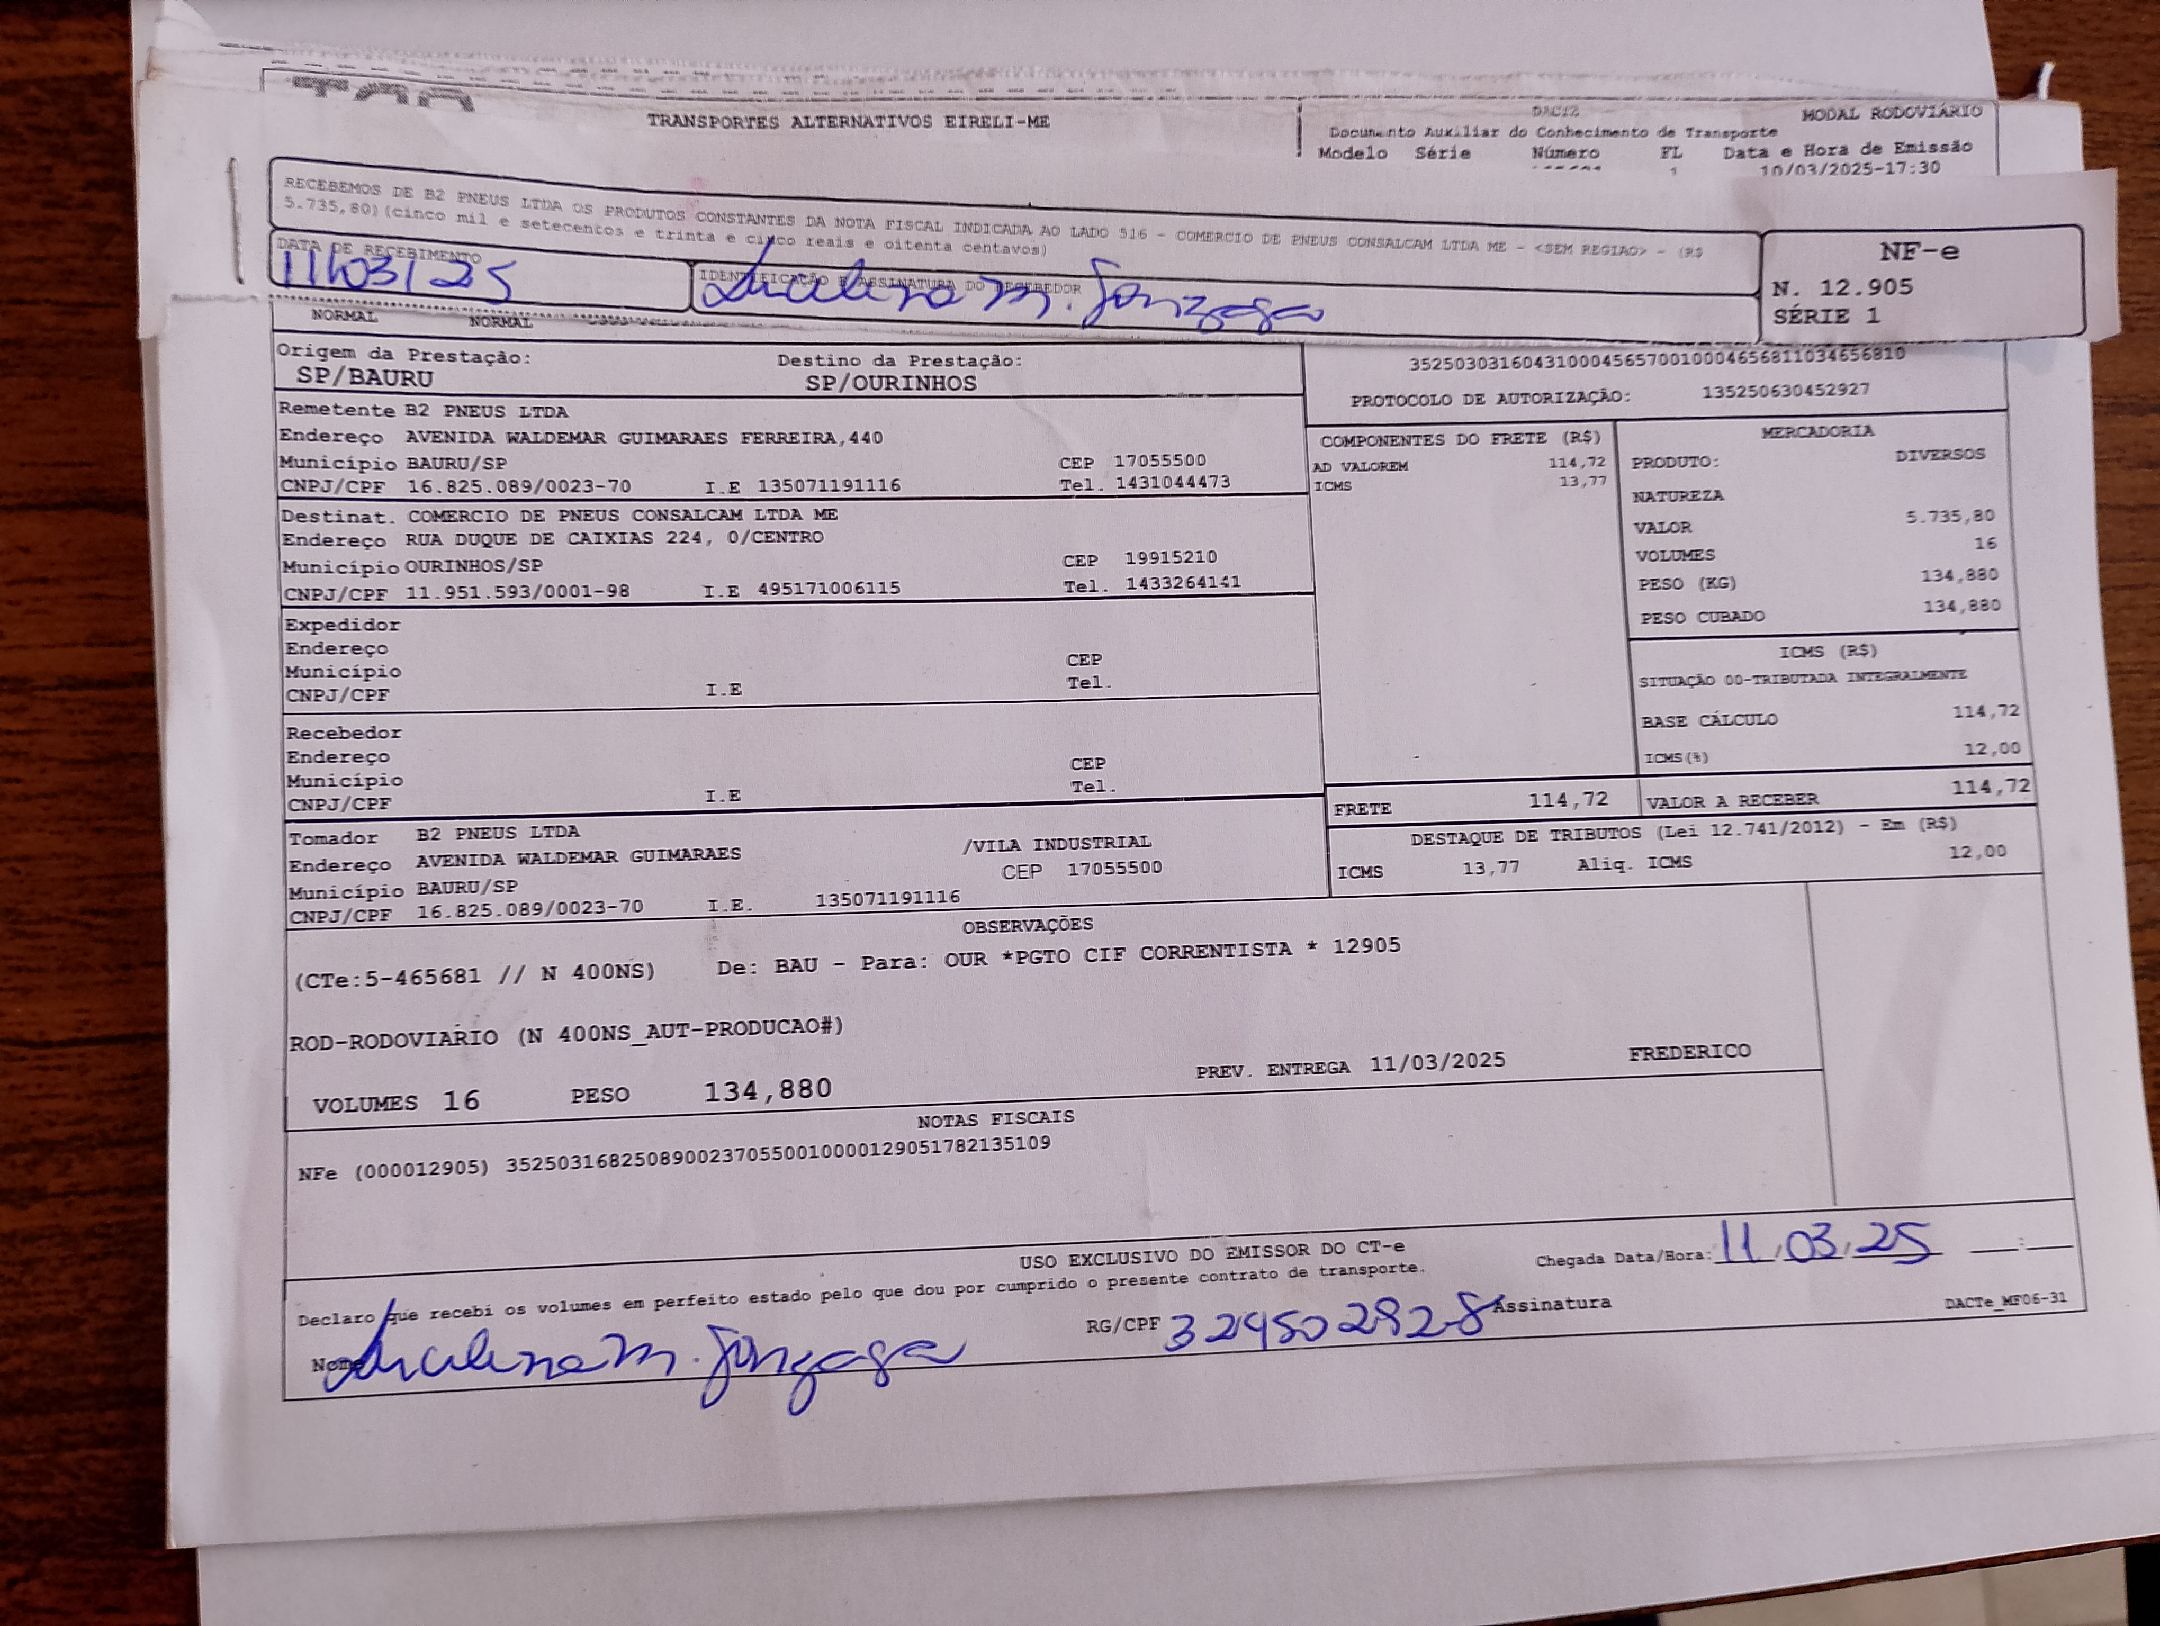 TRANSPORTES ALTERNATIVOS EIRELI-ME
MODAL RODOVIÁRIO
Documento Auxiliar do Conhecimento de Transporte
Modelo Série Número FL Data e Hora de Emissão
1 10/03/2025-17:30
RECEBEMOS DE B2 PNEUS LTDA OS PRODUTOS CONSTANTES DA NOTA FISCAL INDICADA AO LADO 516 - COMERCIO DE PNEUS CONSALCAM LTDA ME - <SEM REGIAO> - (R$
5.735,80) (cinco mil e setecentos e trinta e cinco reais e oitenta centavos)
DATA DE RECEBIMENTO
11/03/25
IDENTIFICAÇÃO E ASSINATURA DO RECEBEDOR
M. Gonzaga
NF-e
N. 12.905
SÉRIE 1
NORMAL NORMAL
Origem da Prestação: Destino da Prestação:
SP/BAURU SP/OURINHOS
35250303160431000456570010004656811034656810
PROTOCOLO DE AUTORIZAÇÃO: 135250630452927
Remetente B2 PNEUS LTDA
Endereço AVENIDA WALDEMAR GUIMARAES FERREIRA,440
Município BAURU/SP CEP 17055500
CNPJ/CPF 16.825.089/0023-70 I.E 135071191116 Tel. 1431044473
Destinat. COMERCIO DE PNEUS CONSALCAM LTDA ME
Endereço RUA DUQUE DE CAIXIAS 224, 0/CENTRO
Município OURINHOS/SP CEP 19915210
CNPJ/CPF 11.951.593/0001-98 I.E 495171006115 Tel. 1433264141
Expedidor
Endereço
Município CEP
CNPJ/CPF I.E Tel.
Recebedor
Endereço
Município CEP
CNPJ/CPF I.E Tel.
Tomador B2 PNEUS LTDA
Endereço AVENIDA WALDEMAR GUIMARAES /VILA INDUSTRIAL
Município BAURU/SP CEP 17055500
CNPJ/CPF 16.825.089/0023-70 I.E. 135071191116
COMPONENTES DO FRETE (R$)
AD VALOREM 114,72
ICMS 13,77
MERCADORIA
PRODUTO: DIVERSOS
NATUREZA
VALOR 5.735,80
VOLUMES 16
PESO (KG) 134,880
PESO CUBADO 134,880
ICMS (R$)
SITUAÇÃO 00-TRIBUTADA INTEGRALMENTE
BASE CÁLCULO 114,72
ICMS(%) 12,00
FRETE 114,72 VALOR A RECEBER 114,72
DESTAQUE DE TRIBUTOS (Lei 12.741/2012) - Em (R$)
ICMS 13,77 Aliq. ICMS 12,00
OBSERVAÇÕES
(CTe:5-465681 // N 400NS) De: BAU - Para: OUR *PGTO CIF CORRENTISTA * 12905
ROD-RODOVIÁRIO (N 400NS_AUT-PRODUCAO#)
VOLUMES 16 PESO 134,880 PREV. ENTREGA 11/03/2025 FREDERICO
NOTAS FISCAIS
NFe (000012905) 35250316825089002370550010000129051782135109
USO EXCLUSIVO DO EMISSOR DO CT-e
Declaro que recebi os volumes em perfeito estado pelo que dou por cumprido o presente contrato de transporte.
Chegada Data/Hora: 11/03/25 __:__
Nome M. Gonzaga RG/CPF 324502928 Assinatura
DACTe_MF06-31